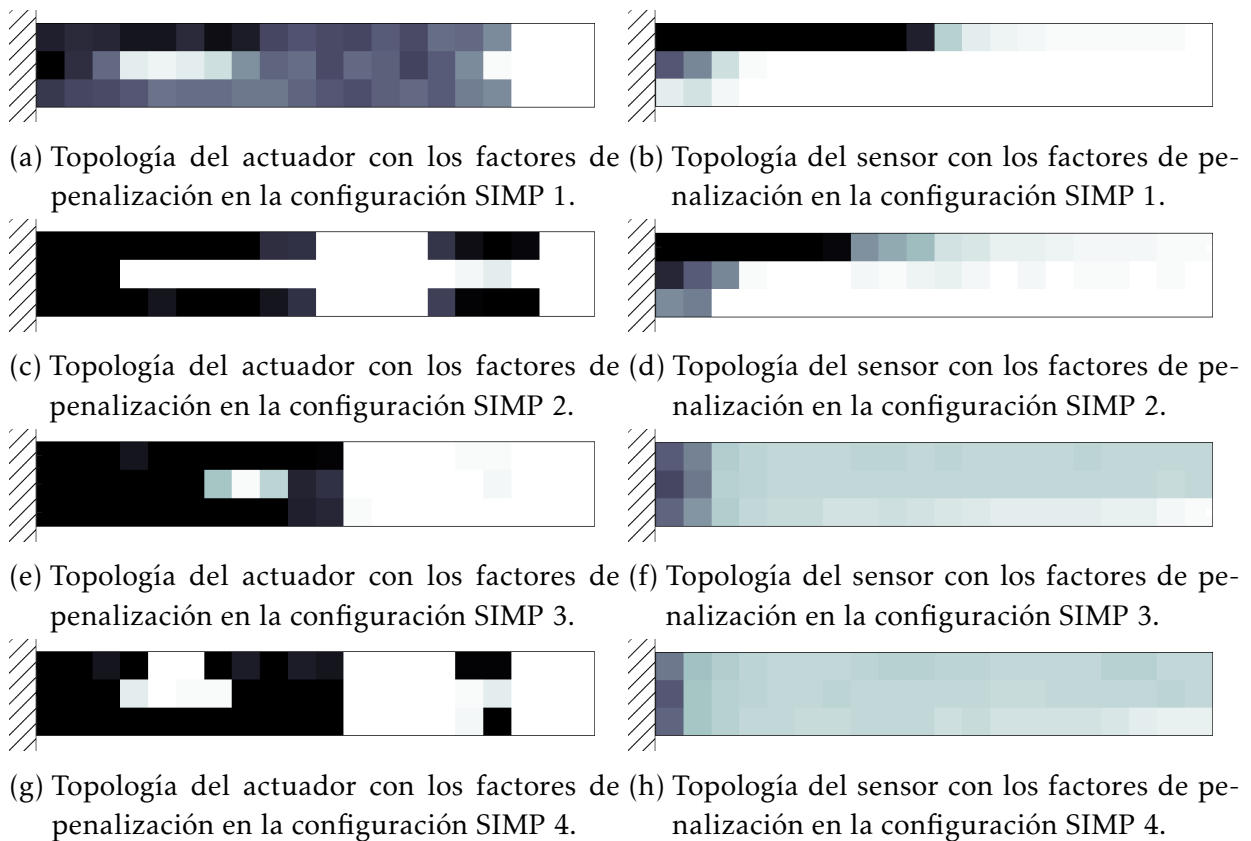 (a) Topología del actuador con los factores de
penalización en la configuración SIMP 1.
(b) Topología del sensor con los factores de pe-
nalización en la configuración SIMP 1.
(c) Topología del actuador con los factores de
penalización en la configuración SIMP 2.
(d) Topología del sensor con los factores de pe-
nalización en la configuración SIMP 2.
(e) Topología del actuador con los factores de
penalización en la configuración SIMP 3.
(f) Topología del sensor con los factores de pe-
nalización en la configuración SIMP 3.
(g) Topología del actuador con los factores de
penalización en la configuración SIMP 4.
(h) Topología del sensor con los factores de pe-
nalización en la configuración SIMP 4.